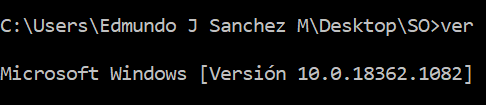 C:\Users\Edmundo J Sanchez M\Desktop\SO>ver
Microsoft Windows [Versión 10.0.18362.1082]